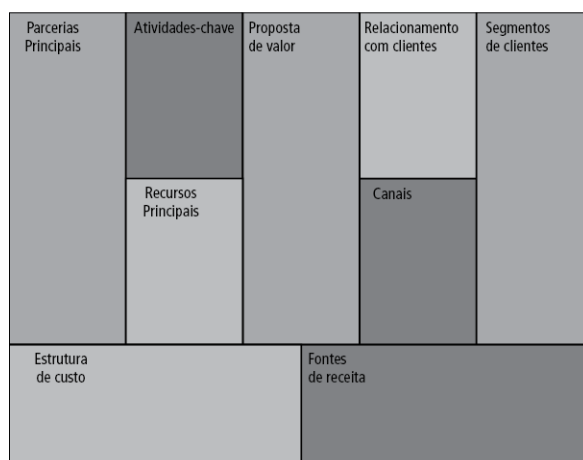 Parcerias
Principais
Atividades-chave
Proposta
de valor
Relacionamento
com clientes
Segmentos
de clientes
Recursos
Principais
Canais
Estrutura
de custo
Fontes
de receita